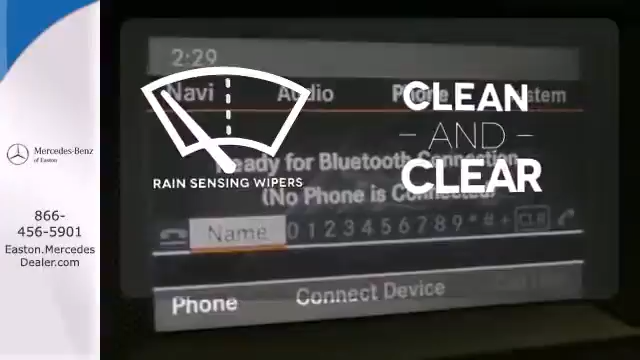 Mercedes-Benz
of Easton
866-
456-5901
Easton.Mercedes
Dealer.com
2:29
Navi Audio Phone System
RAIN SENSING WIPERS
CLEAN
AND
CLEAR
Ready for Bluetooth Connection
(No Phone is Connected)
Name 0 1 2 3 4 5 6 7 8 9 * # + CLR
Phone Connect Device